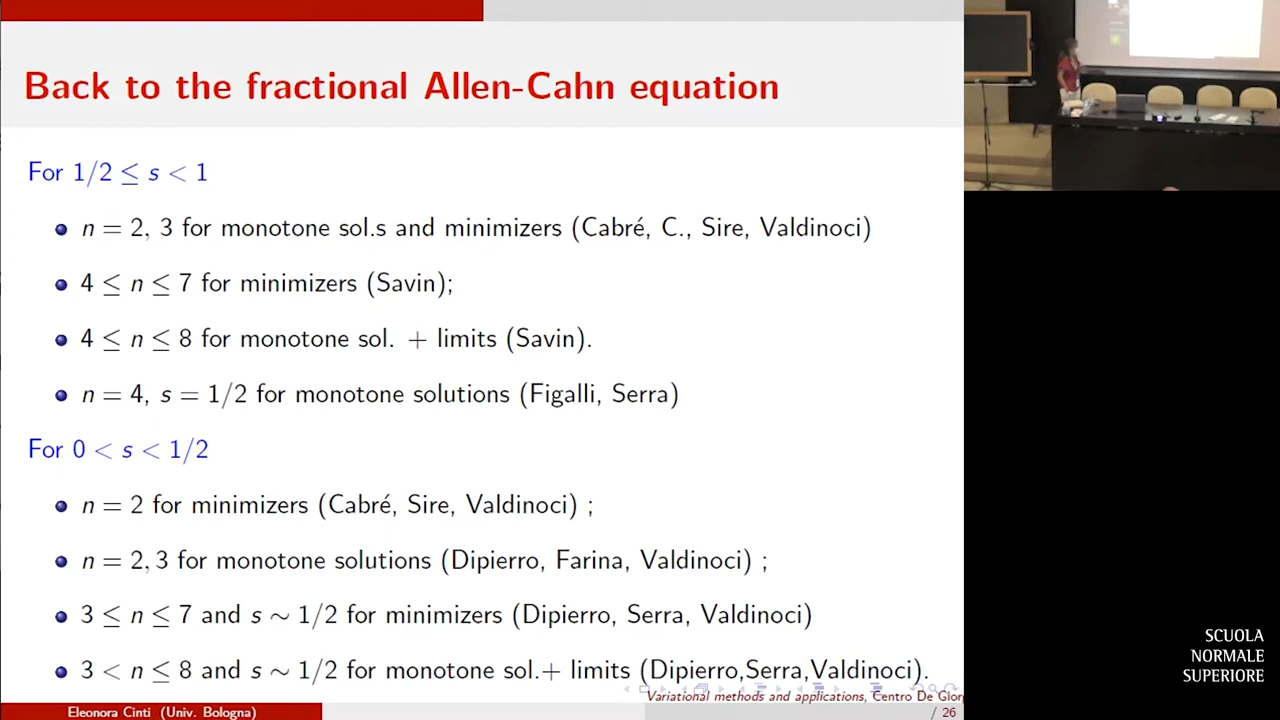 Back to the fractional Allen-Cahn equation
For 1/2 ≤ s < 1
n = 2, 3 for monotone sol.s and minimizers (Cabré, C., Sire, Valdinoci)
4 ≤ n ≤ 7 for minimizers (Savin);
4 ≤ n ≤ 8 for monotone sol. + limits (Savin).
n = 4, s = 1/2 for monotone solutions (Figalli, Serra)
For 0 < s < 1/2
n = 2 for minimizers (Cabré, Sire, Valdinoci) ;
n = 2, 3 for monotone solutions (Dipierro, Farina, Valdinoci) ;
3 ≤ n ≤ 7 and s ∼ 1/2 for minimizers (Dipierro, Serra, Valdinoci)
3 < n ≤ 8 and s ∼ 1/2 for monotone sol.+ limits (Dipierro,Serra,Valdinoci).
Variational methods and applications, Centro De Gior
Eleonora Cinti (Univ. Bologna)
/ 26
SCUOLA
NORMALE
SUPERIORE